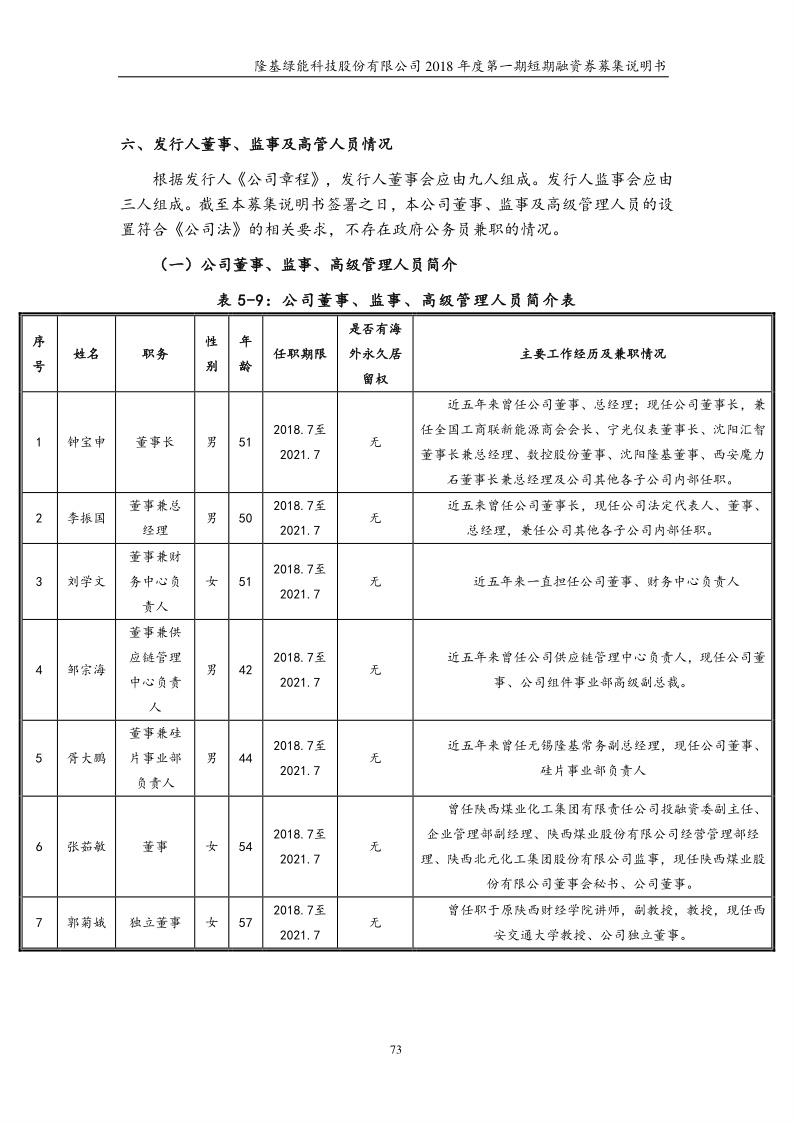 隆基绿能科技股份有限公司 2018 年度第一期短期融资券募集说明书
六、发行人董事、监事及高管人员情况
根据发行人《公司章程》，发行人董事会应由九人组成。发行人监事会应由
三人组成。截至本募集说明书签署之日，本公司董事、监事及高级管理人员的设
置符合《公司法》的相关要求，不存在政府公务员兼职的情况。
（一）公司董事、监事、高级管理人员简介
表 5-9：公司董事、监事、高级管理人员简介表
序
号
姓名
职务
性
别
年
龄
任职期限
是否有海
外永久居
留权
主要工作经历及兼职情况
1
钟宝申
董事长
男
51
2018.7至
2021.7
无
近五年来曾任公司董事、总经理；现任公司董事长，兼
任全国工商联新能源商会会长、宁光仪表董事长、沈阳汇智
董事长兼总经理、数控股份董事、沈阳隆基董事、西安魔力
石董事长兼总经理及公司其他各子公司内部任职。
2
李振国
董事兼总
经理
男
50
2018.7至
2021.7
无
近五来曾任公司董事长，现任公司法定代表人、董事、
总经理，兼任公司其他各子公司内部任职。
3
刘学文
董事兼财
务中心负
责人
女
51
2018.7至
2021.7
无
近五年来一直担任公司董事、财务中心负责人
4
邹宗海
董事兼供
应链管理
中心负责
人
男
42
2018.7至
2021.7
无
近五年来曾任公司供应链管理中心负责人，现任公司董
事、公司组件事业部高级副总裁。
5
胥大鹏
董事兼硅
片事业部
负责人
男
44
2018.7至
2021.7
无
近五年来曾任无锡隆基常务副总经理，现任公司董事、
硅片事业部负责人
6
张茹敏
董事
女
54
2018.7至
2021.7
无
曾任陕西煤业化工集团有限责任公司投融资委副主任、
企业管理部副经理、陕西煤业股份有限公司经营管理部经
理、陕西北元化工集团股份有限公司监事，现任陕西煤业股
份有限公司董事会秘书、公司董事。
7
郭菊娥
独立董事
女
57
2018.7至
2021.7
无
曾任职于原陕西财经学院讲师，副教授，教授，现任西
安交通大学教授、公司独立董事。
73